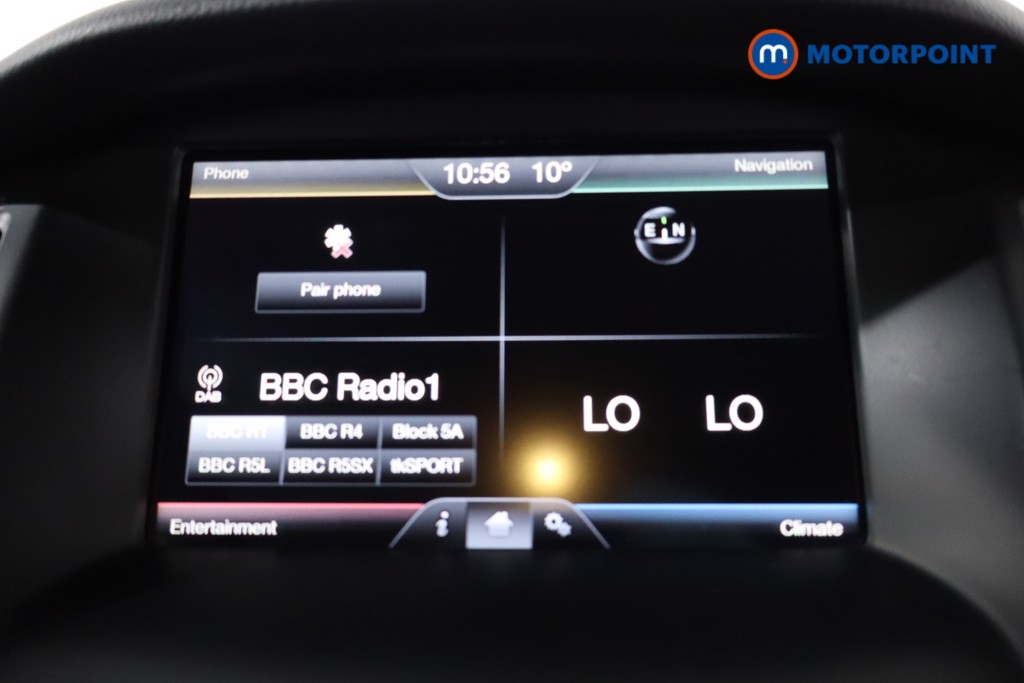 m MOTORPOINT
Phone 10:56 10° Navigation
E N
Pair phone
DAB BBC Radio1
LO LO
BBC R1 BBC R4 Block 5A
BBC R5L BBC R5SX tkSPORT
Entertainment i Climate